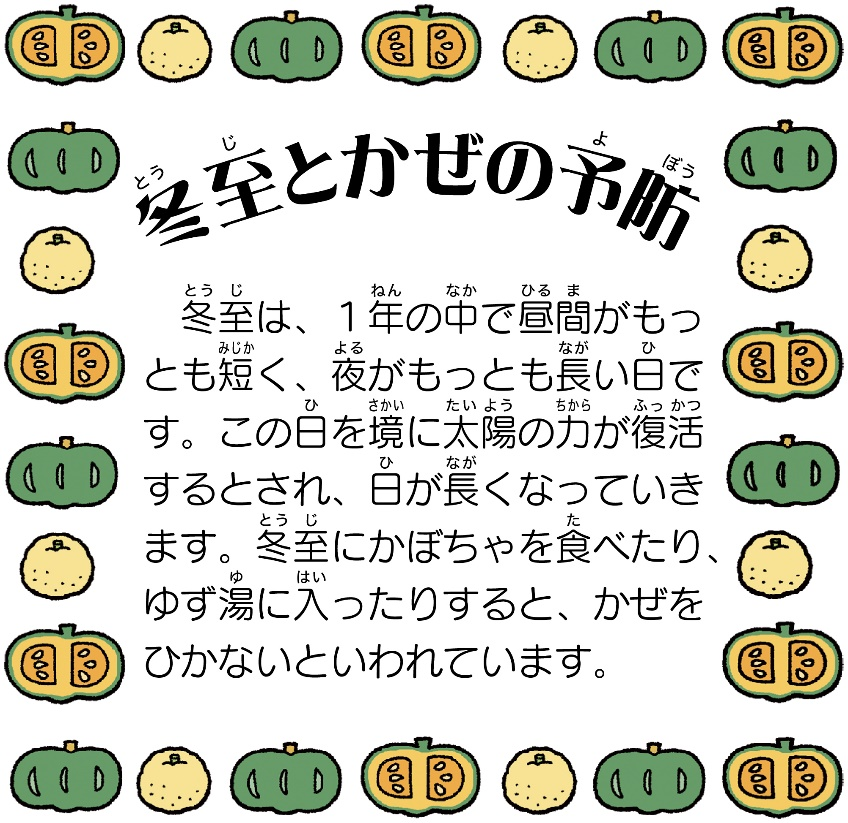 冬至とかぜの予防
冬至は、１年の中で昼間がもっ
とも短く、夜がもっとも長い日で
す。この日を境に太陽の力が復活
するとされ、日が長くなっていき
ます。冬至にかぼちゃを食べたり、
ゆず湯に入ったりすると、かぜを
ひかないといわれています。